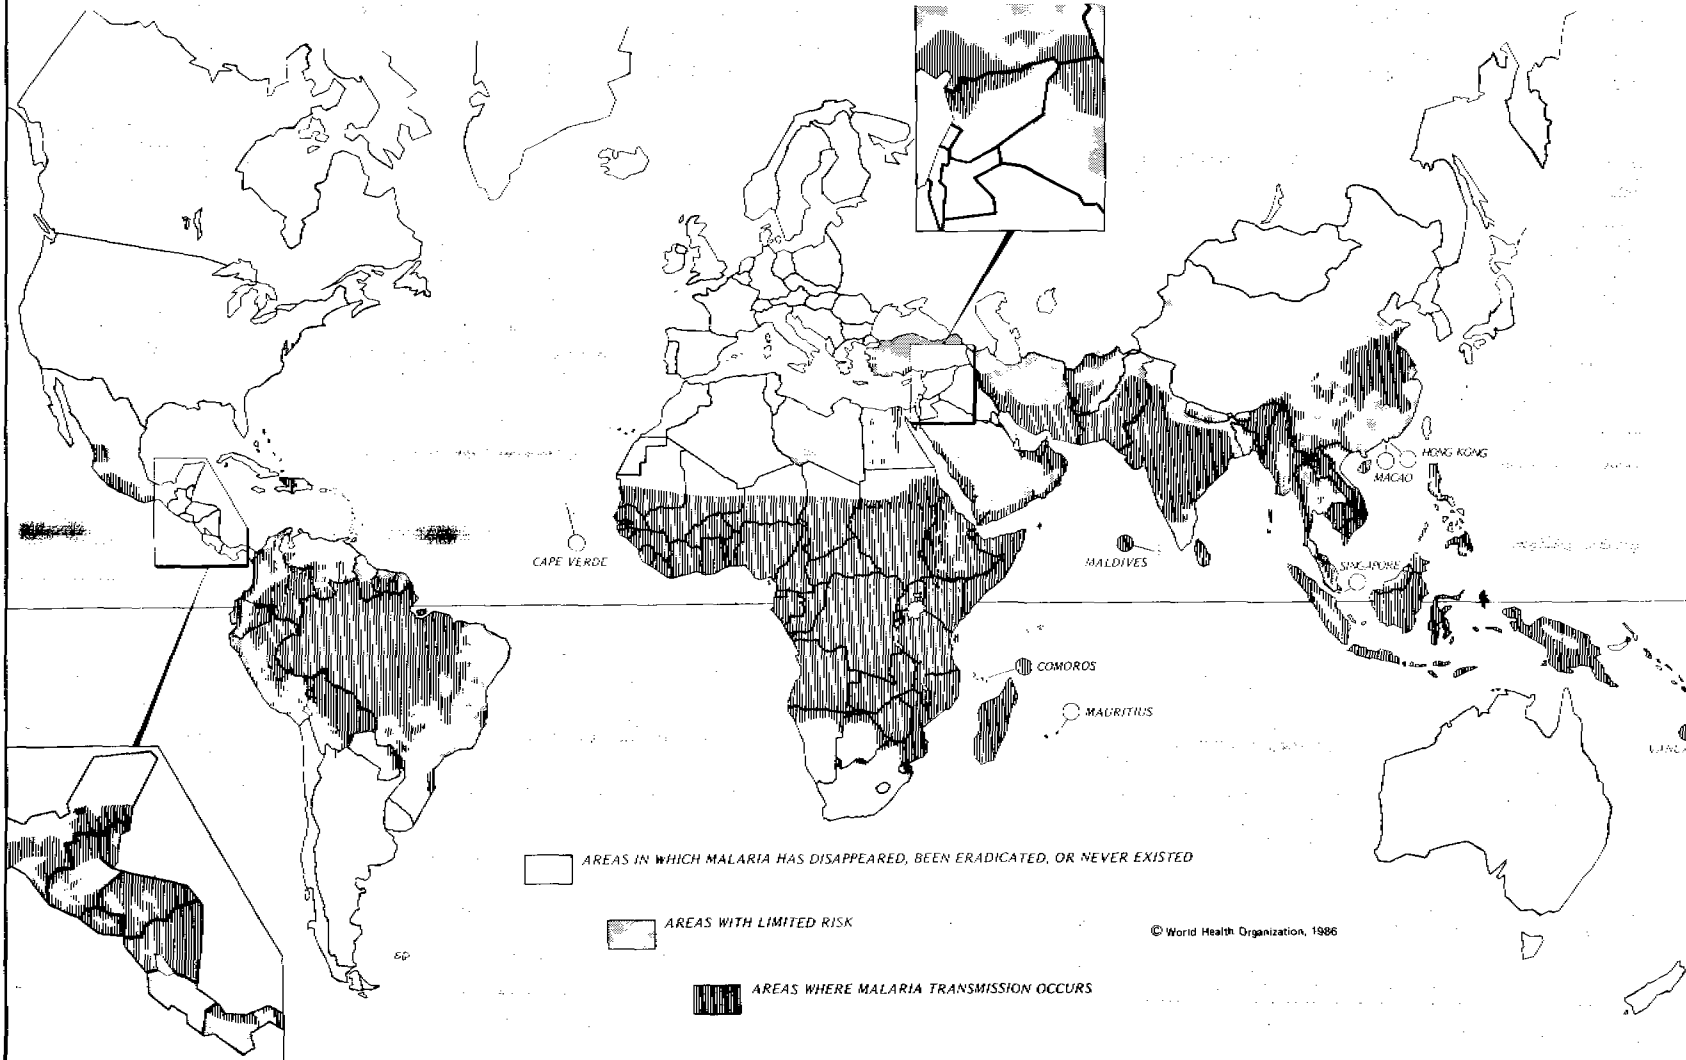 HONG KONG
MACAO
CAPE VERDE
MALDIVES
SINGAPORE
COMOROS
MAURITIUS
AREAS IN WHICH MALARIA HAS DISAPPEARED, BEEN ERADICATED, OR NEVER EXISTED
AREAS WITH LIMITED RISK
© World Health Organization, 1986
AREAS WHERE MALARIA TRANSMISSION OCCURS